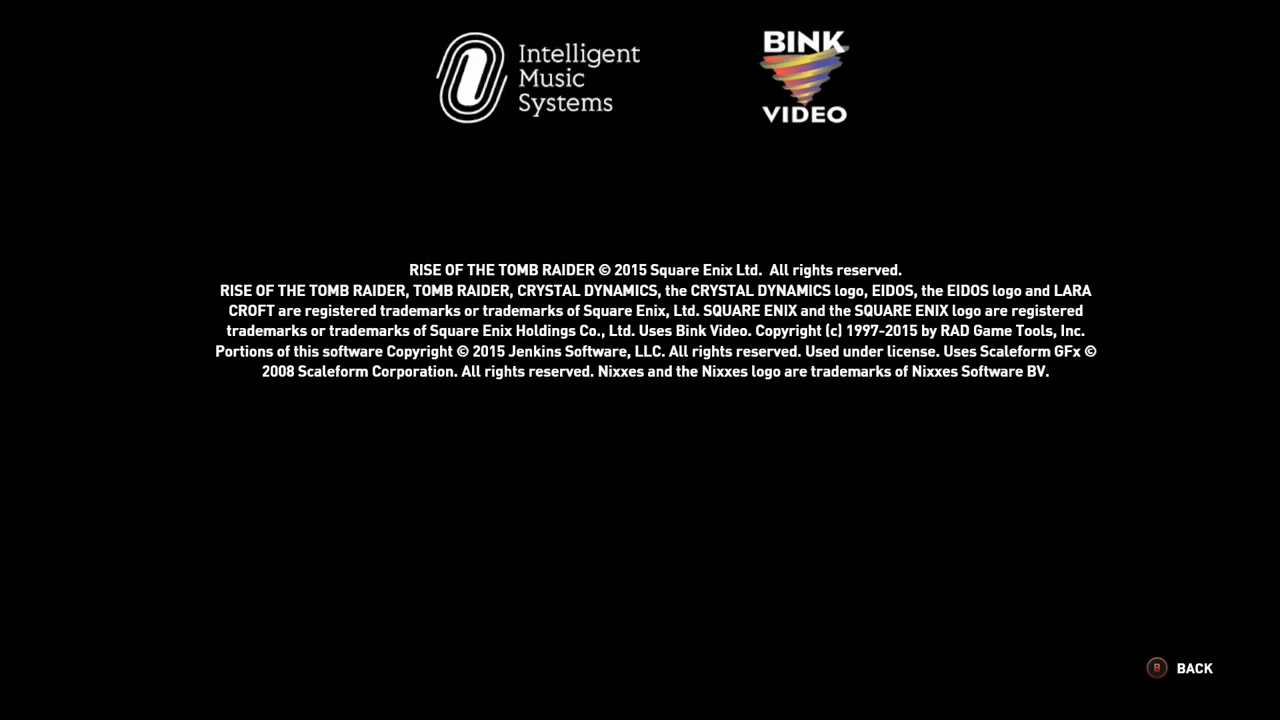 Intelligent
Music
Systems
BINK
VIDEO
RISE OF THE TOMB RAIDER © 2015 Square Enix Ltd.  All rights reserved.
RISE OF THE TOMB RAIDER, TOMB RAIDER, CRYSTAL DYNAMICS, the CRYSTAL DYNAMICS logo, EIDOS, the EIDOS logo and LARA
CROFT are registered trademarks or trademarks of Square Enix, Ltd. SQUARE ENIX and the SQUARE ENIX logo are registered
trademarks or trademarks of Square Enix Holdings Co., Ltd. Uses Bink Video. Copyright (c) 1997-2015 by RAD Game Tools, Inc.
Portions of this software Copyright © 2015 Jenkins Software, LLC. All rights reserved. Used under license. Uses Scaleform GFx ©
2008 Scaleform Corporation. All rights reserved. Nixxes and the Nixxes logo are trademarks of Nixxes Software BV.
B BACK